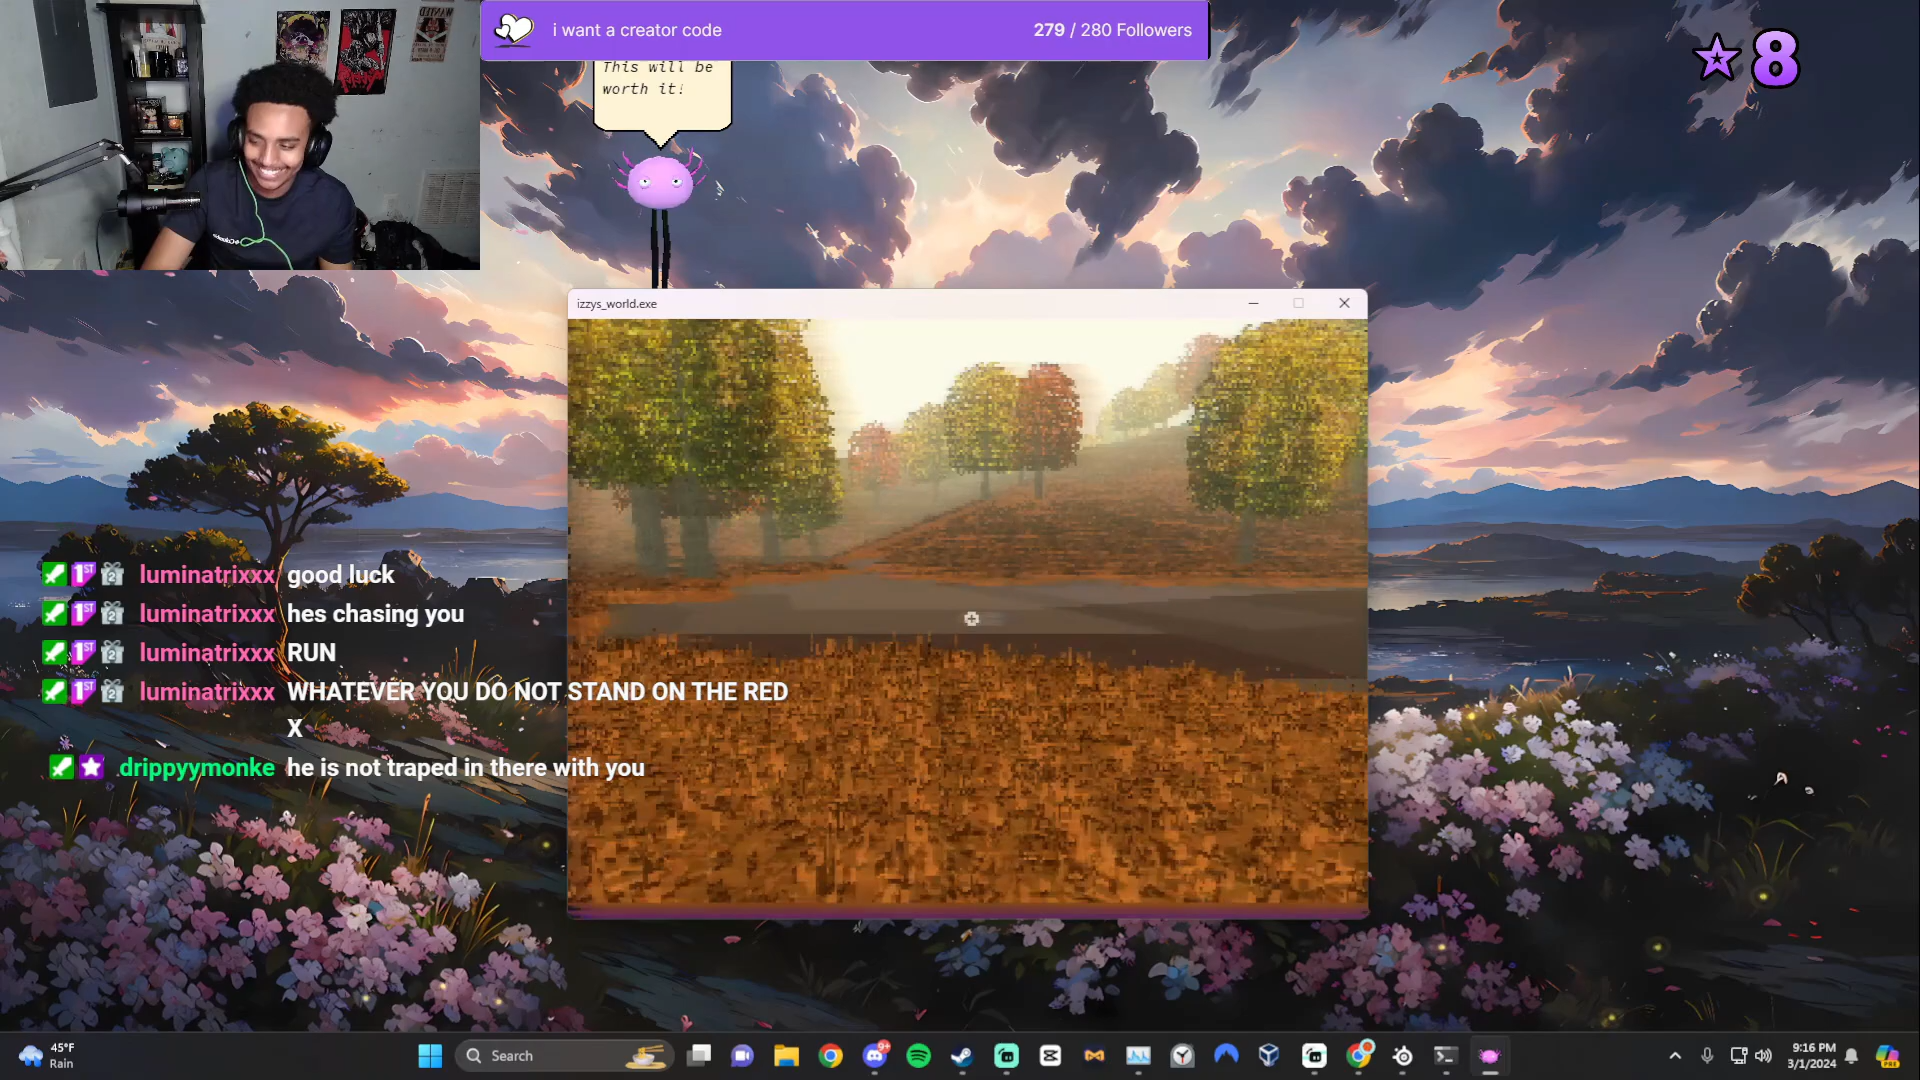 i want a creator code
279 / 280 Followers
8
This will be
worth it!
izzys_world.exe
luminatrixxx good luck
luminatrixxx hes chasing you
luminatrixxx RUN
luminatrixxx WHATEVER YOU DO NOT STAND ON THE RED
X
drippyymonke he is not traped in there with you
45°F
Rain
Search
9+
9:16 PM
3/1/2024